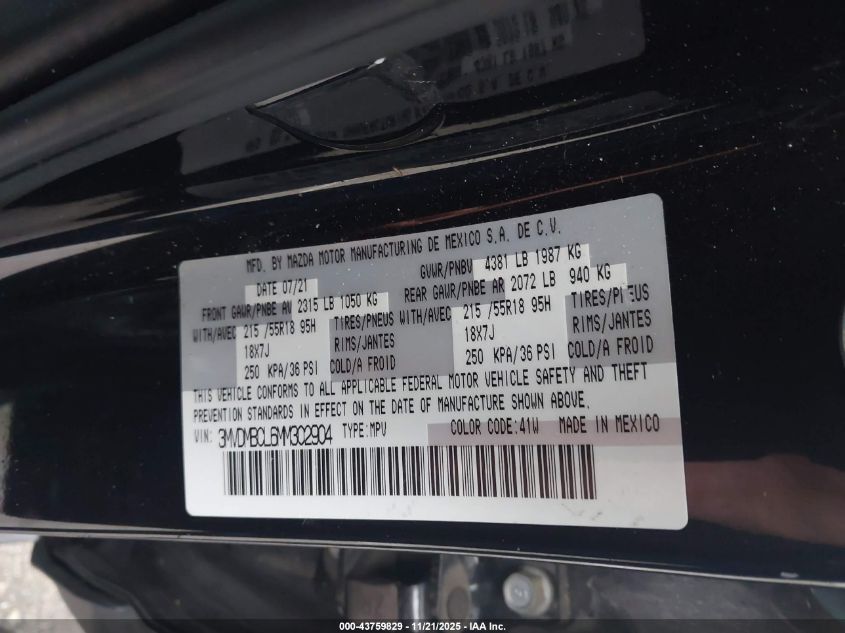 MFD. BY MAZDA MOTOR MANUFACTURING DE MEXICO S.A. DE C.V.
DATE 07/21 GVWR/PNBV 4381 LB 1987 KG
FRONT GAWR/PNBE AV 2315 LB 1050 KG REAR GAWR/PNBE AR 2072 LB 940 KG
WITH/AVEC 215 /55R18 95H TIRES/PNEUS WITH/AVEC 215 /55R18 95H TIRES/PNEUS
18X7J RIMS/JANTES 18X7J RIMS/JANTES
250 KPA/36 PSI COLD/A FROID 250 KPA/36 PSI COLD/A FROID
THIS VEHICLE CONFORMS TO ALL APPLICABLE FEDERAL MOTOR VEHICLE SAFETY AND THEFT
PREVENTION STANDARDS IN EFFECT ON THE DATE OF MANUFACTURE SHOWN ABOVE.
VIN: 3MVDMBCL6MM302904 TYPE:MPV COLOR CODE:41W MADE IN MEXICO
000-43759829 - 11/21/2025 - IAA Inc.